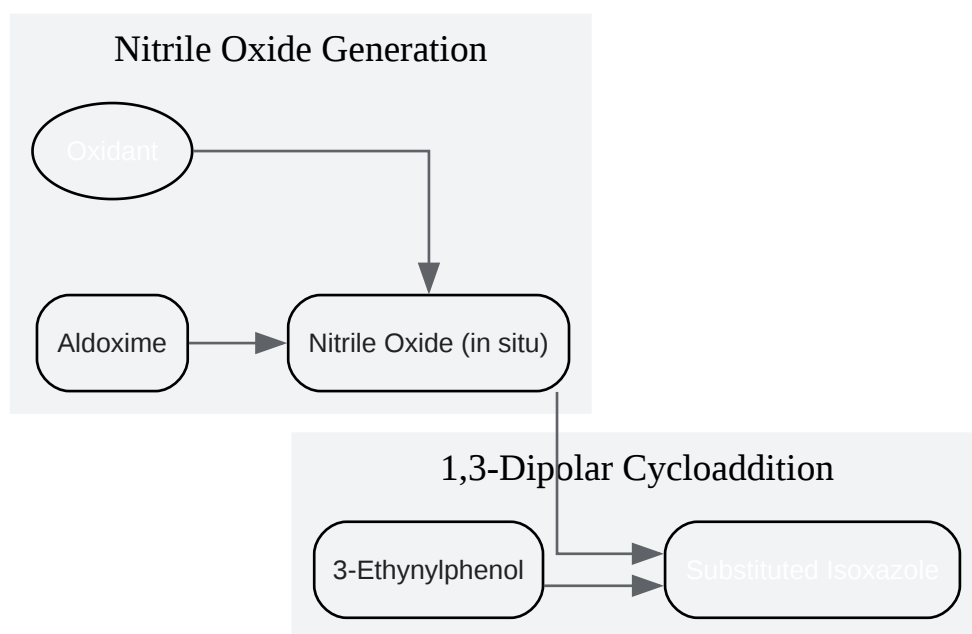 Nitrile Oxide Generation
Oxidant
Aldoxime
Nitrile Oxide (in situ)
1,3-Dipolar Cycloaddition
3-Ethynylphenol
Substituted Isoxazole